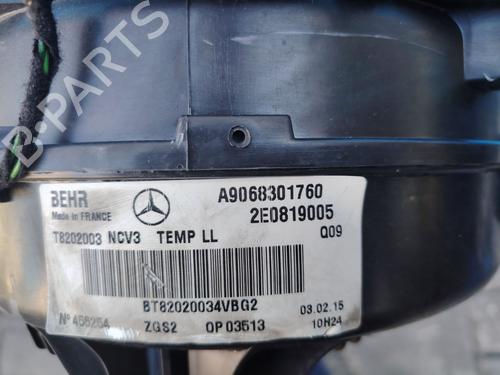 BEHR A9068301760
Made in FRANCE 2E0819005
T8202003 NCV3 TEMP LL Q09
BT82020034VBG2 03.02.15
Nº 456254 ZGS2 OP 03513 10H24